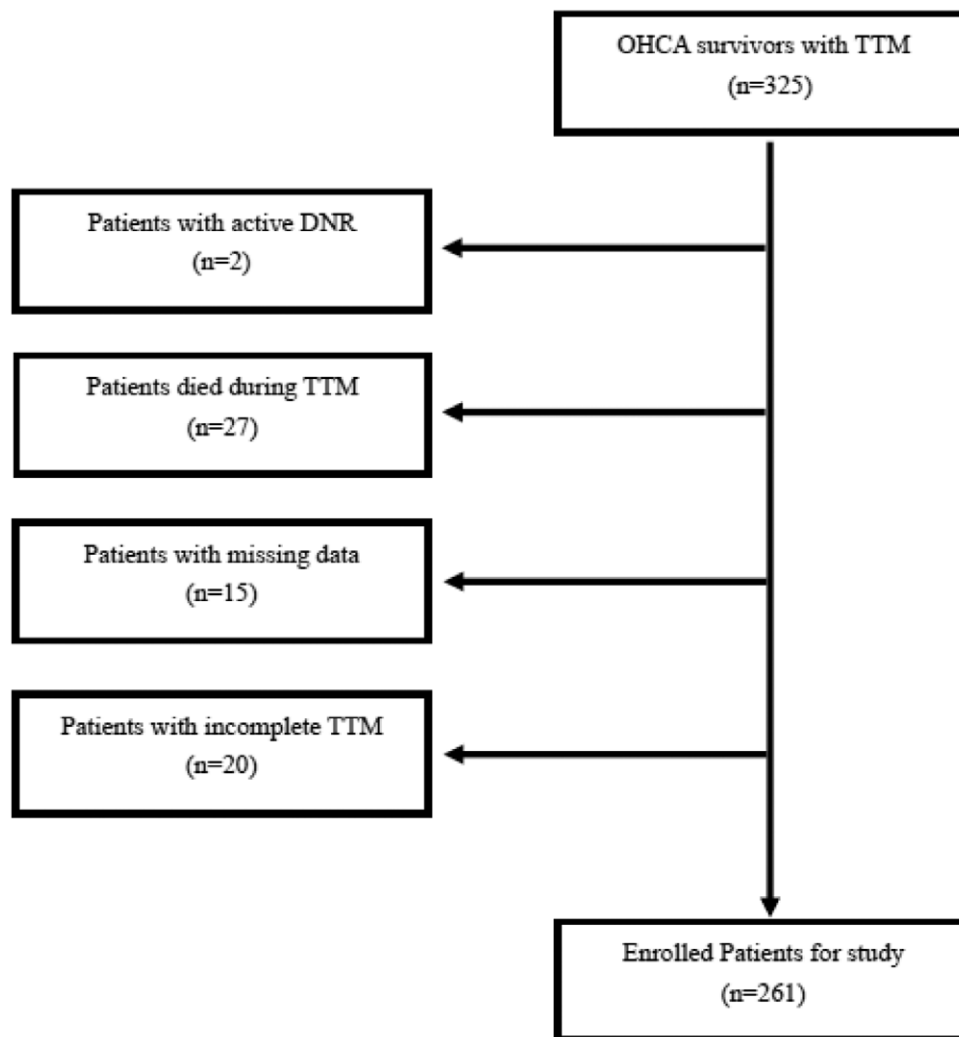 OHCA survivors with TTM
(n=325)
Patients with active DNR
(n=2)
Patients died during TTM
(n=27)
Patients with missing data
(n=15)
Patients with incomplete TTM
(n=20)
Enrolled Patients for study
(n=261)